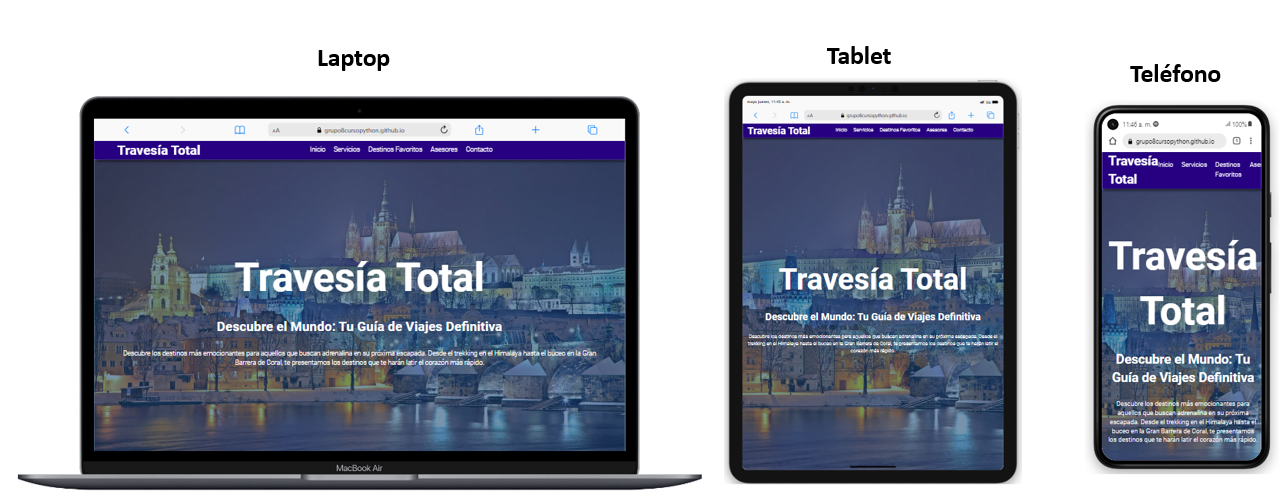 Laptop
Tablet
Teléfono
grupo8cursopython.github.io
Travesía Total
Inicio Servicios Destinos Favoritos Asesores Contacto
Travesía Total
Descubre el Mundo: Tu Guía de Viajes Definitiva
Descubre los destinos más emocionantes para aquellos que buscan adrenalina en su próxima escapada. Desde el trekking en el Himalaya hasta el buceo en la Gran
Barrera de Coral, te presentamos los destinos que te harán latir el corazón más rápido.
MacBook Air
grupo8cursopython.github.io
Travesía Total
Inicio Servicios Destinos Favoritos Asesores Contacto
Travesía Total
Descubre el Mundo: Tu Guía de Viajes Definitiva
Descubre los destinos más emocionantes para aquellos que buscan adrenalina en su próxima escapada. Desde el
trekking en el Himalaya hasta el buceo en la Gran Barrera de Coral, te presentamos los destinos que te harán latir el
corazón más rápido.
11:46 a. m. 100%
grupo8cursopython.github.io
Travesía Inicio Servicios Destinos Ases
Total Favoritos
Travesía
Total
Descubre el Mundo: Tu
Guía de Viajes Definitiva
Descubre los destinos más emocionantes para
aquellos que buscan adrenalina en su próxima
escapada. Desde el trekking en el Himalaya hasta el
buceo en la Gran Barrera de Coral, te presentamos
los destinos que te harán latir el corazón más rápido.